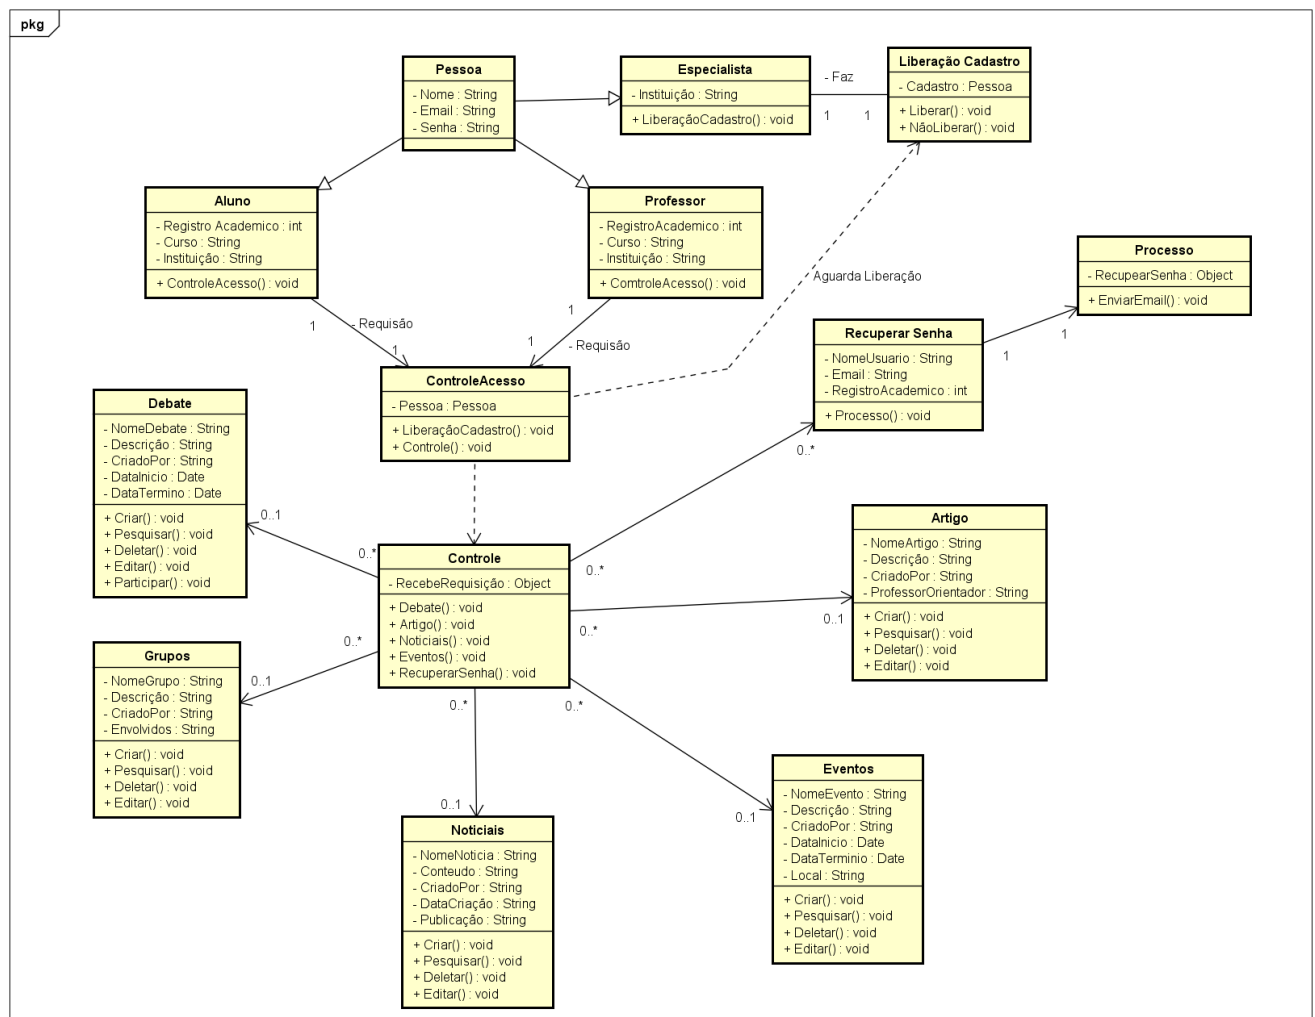 pkg
Pessoa
- Nome : String
- Email : String
- Senha : String
Especialista
- Instituição : String
+ LiberaçãoCadastro() : void
- Faz
1
1
Liberação Cadastro
- Cadastro : Pessoa
+ Liberar() : void
+ NãoLiberar() : void
Aluno
- Registro Academico : int
- Curso : String
- Instituição : String
+ ControleAcesso() : void
Professor
- RegistroAcademico : int
- Curso : String
- Instituição : String
+ ComtroleAcesso() : void
Aguarda Liberação
Processo
- RecupearSenha : Object
+ EnviarEmail() : void
1
- Requisão
1
1
- Requisão
1
Recuperar Senha
- NomeUsuario : String
- Email : String
- RegistroAcademico : int
+ Processo() : void
1
1
ControleAcesso
- Pessoa : Pessoa
+ LiberaçãoCadastro() : void
+ Controle() : void
Debate
- NomeDebate : String
- Descrição : String
- CriadoPor : String
- DataInicio : Date
- DataTermino : Date
+ Criar() : void
+ Pesquisar() : void
+ Deletar() : void
+ Editar() : void
+ Participar() : void
0..1
0..*
0..*
0..*
Controle
- RecebeRequisição : Object
+ Debate() : void
+ Artigo() : void
+ Noticiais() : void
+ Eventos() : void
+ RecuperarSenha() : void
Artigo
- NomeArtigo : String
- Descrição : String
- CriadoPor : String
- ProfessorOrientador : String
+ Criar() : void
+ Pesquisar() : void
+ Deletar() : void
+ Editar() : void
0..*
0..1
Grupos
- NomeGrupo : String
- Descrição : String
- CriadoPor : String
- Envolvidos : String
+ Criar() : void
+ Pesquisar() : void
+ Deletar() : void
+ Editar() : void
0..*
0..1
0..*
0..1
0..*
0..1
Noticiais
- NomeNoticia : String
- Conteudo : String
- CriadoPor : String
- DataCriação : String
- Publicação : String
+ Criar() : void
+ Pesquisar() : void
+ Deletar() : void
+ Editar() : void
Eventos
- NomeEvento : String
- Descrição : String
- CriadoPor : String
- DataInicio : Date
- DataTerminio : Date
- Local : String
+ Criar() : void
+ Pesquisar() : void
+ Deletar() : void
+ Editar() : void